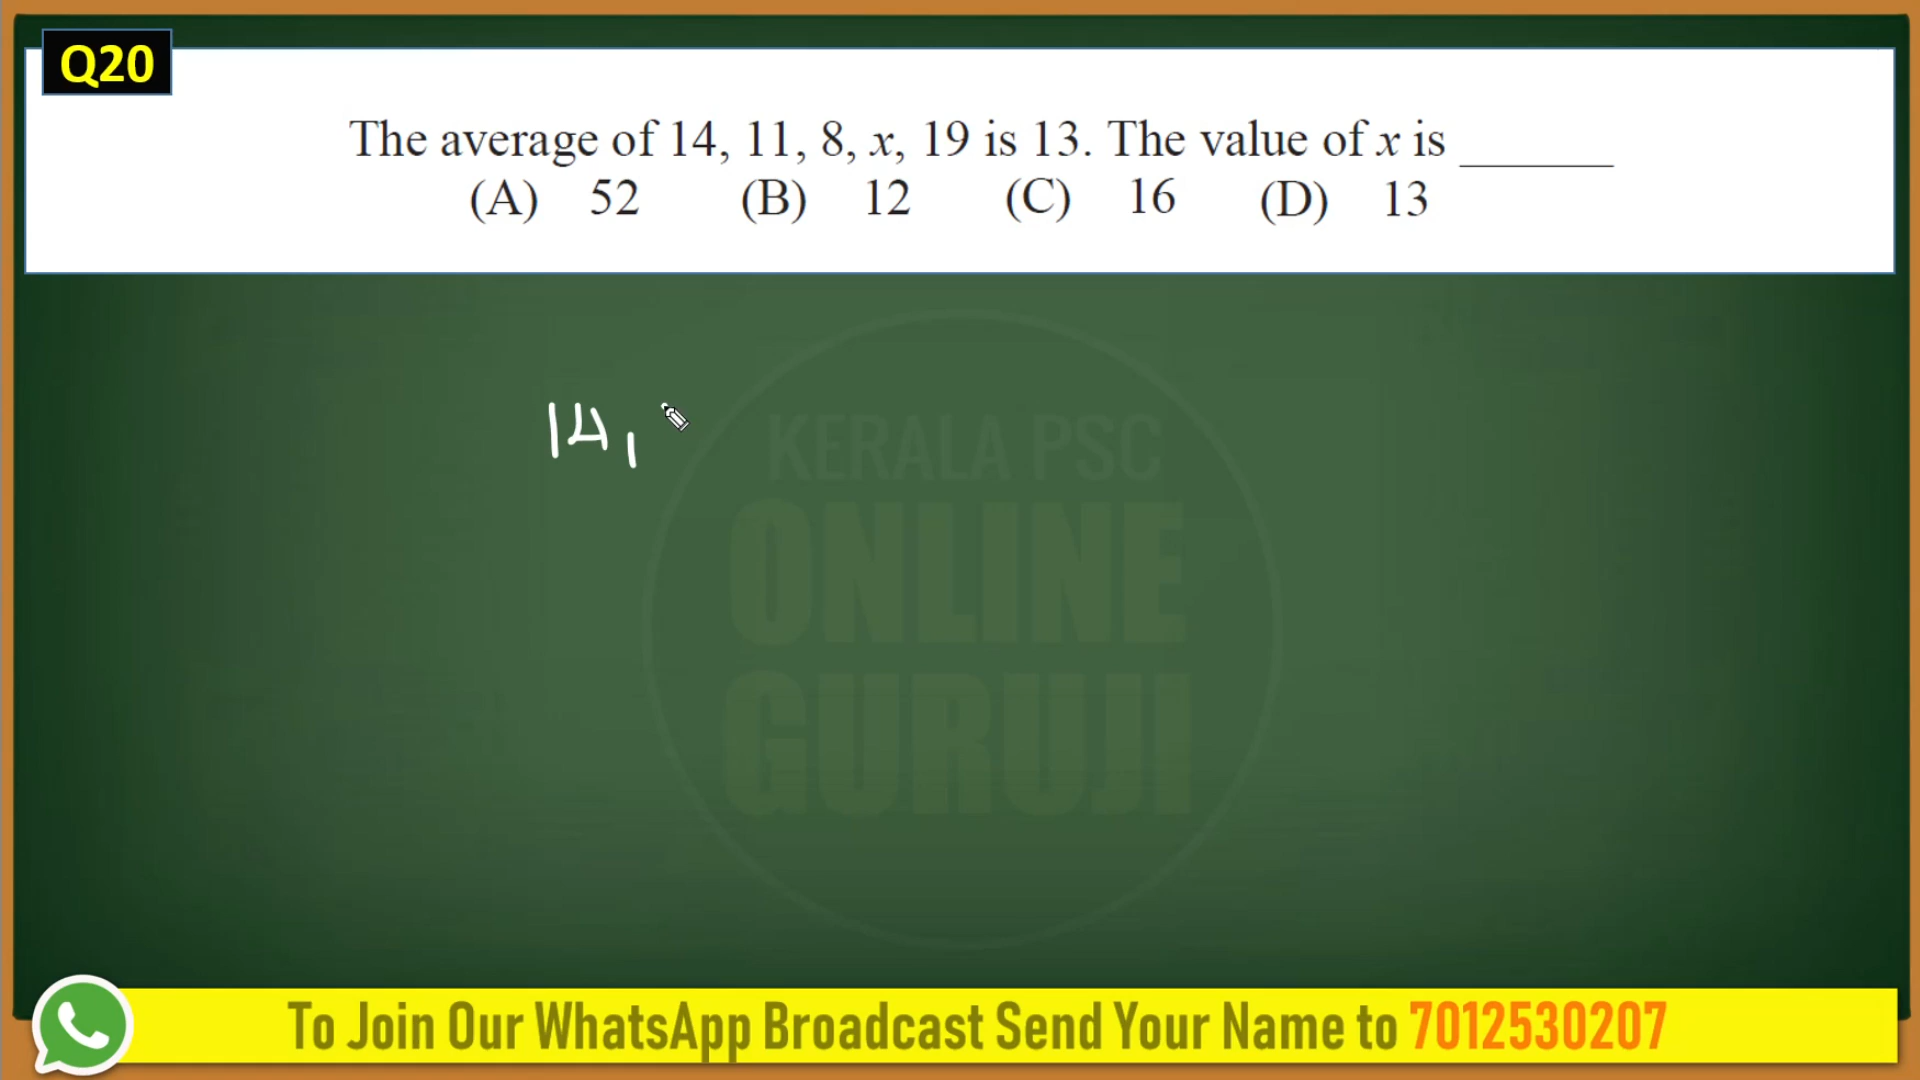 Q20
The average of 14, 11, 8, x, 19 is 13. The value of x is ______
(A) 52 (B) 12 (C) 16 (D) 13
14,
KERALA PSC
ONLINE
GURUJI
To Join Our WhatsApp Broadcast Send Your Name to 7012530207